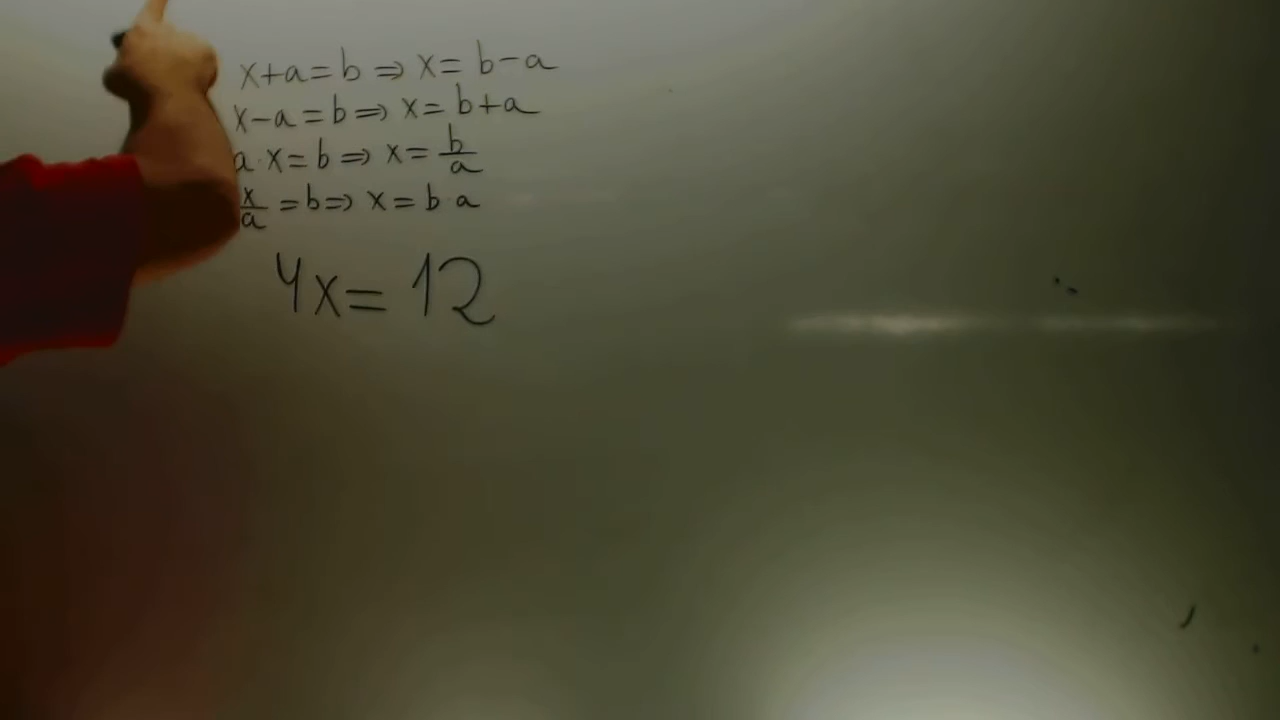 x+a=b⇒x=b-a
x-a=b⇒x=b+a
a·x=b⇒x=b/a
x/a=b⇒x=b·a
4x=12